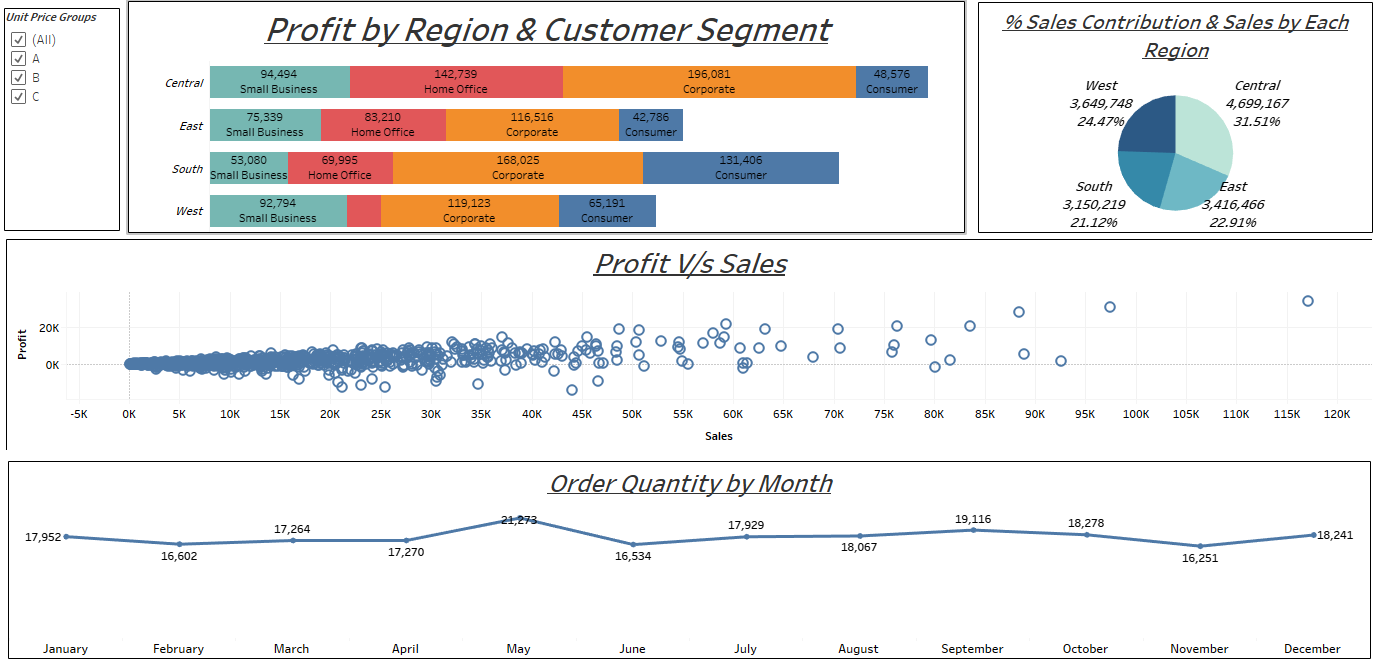 Unit Price Groups
(All)
A
B
C
Profit by Region & Customer Segment
Central
94,494
Small Business
142,739
Home Office
196,081
Corporate
48,576
Consumer
East
75,339
Small Business
83,210
Home Office
116,516
Corporate
42,786
Consumer
South
53,080
Small Business
69,995
Home Office
168,025
Corporate
131,406
Consumer
West
92,794
Small Business
119,123
Corporate
65,191
Consumer
% Sales Contribution & Sales by Each
Region
West
3,649,748
24.47%
Central
4,699,167
31.51%
South
3,150,219
21.12%
East
3,416,466
22.91%
Profit V/s Sales
Profit
20K
0K
-5K 0K 5K 10K 15K 20K 25K 30K 35K 40K 45K 50K 55K 60K 65K 70K 75K 80K 85K 90K 95K 100K 105K 110K 115K 120K
Sales
Order Quantity by Month
17,952
16,602
17,264
17,270
21,273
16,534
17,929
18,067
19,116
18,278
16,251
18,241
January February March April May June July August September October November December